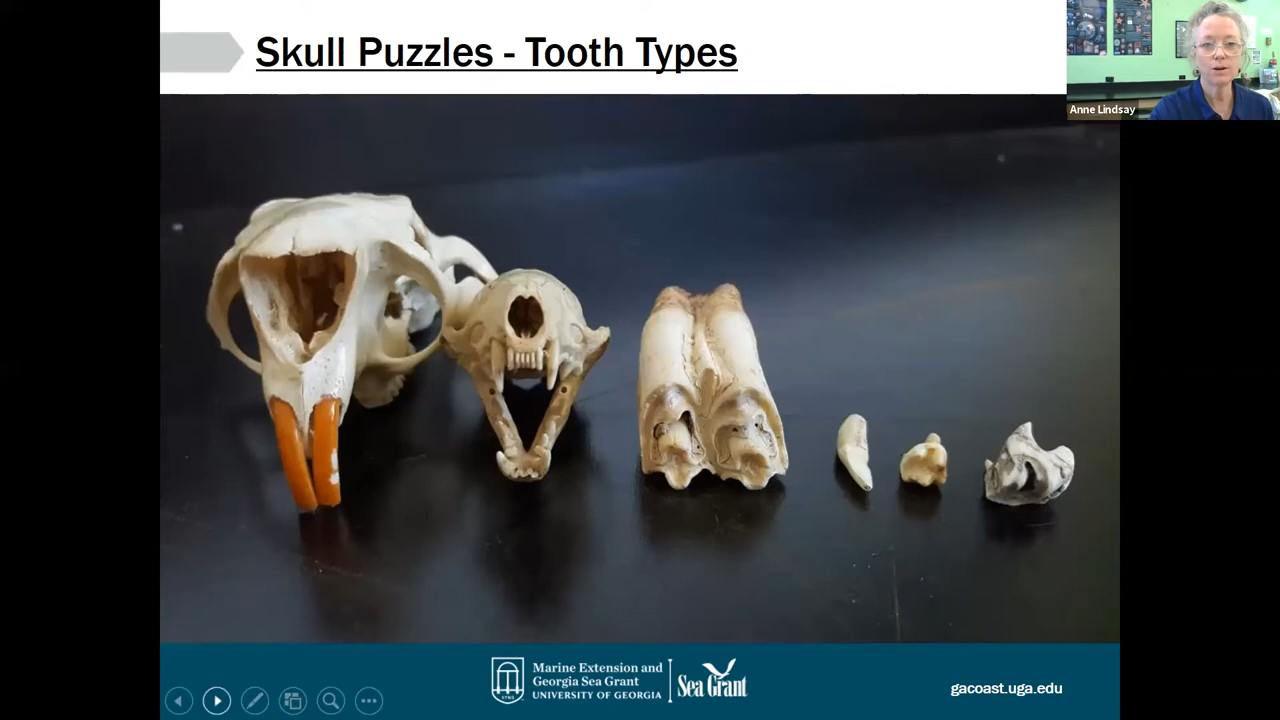 Skull Puzzles - Tooth Types
Anne Lindsay
Marine Extension and
Georgia Sea Grant
UNIVERSITY OF GEORGIA
Sea Grant
gacoast.uga.edu